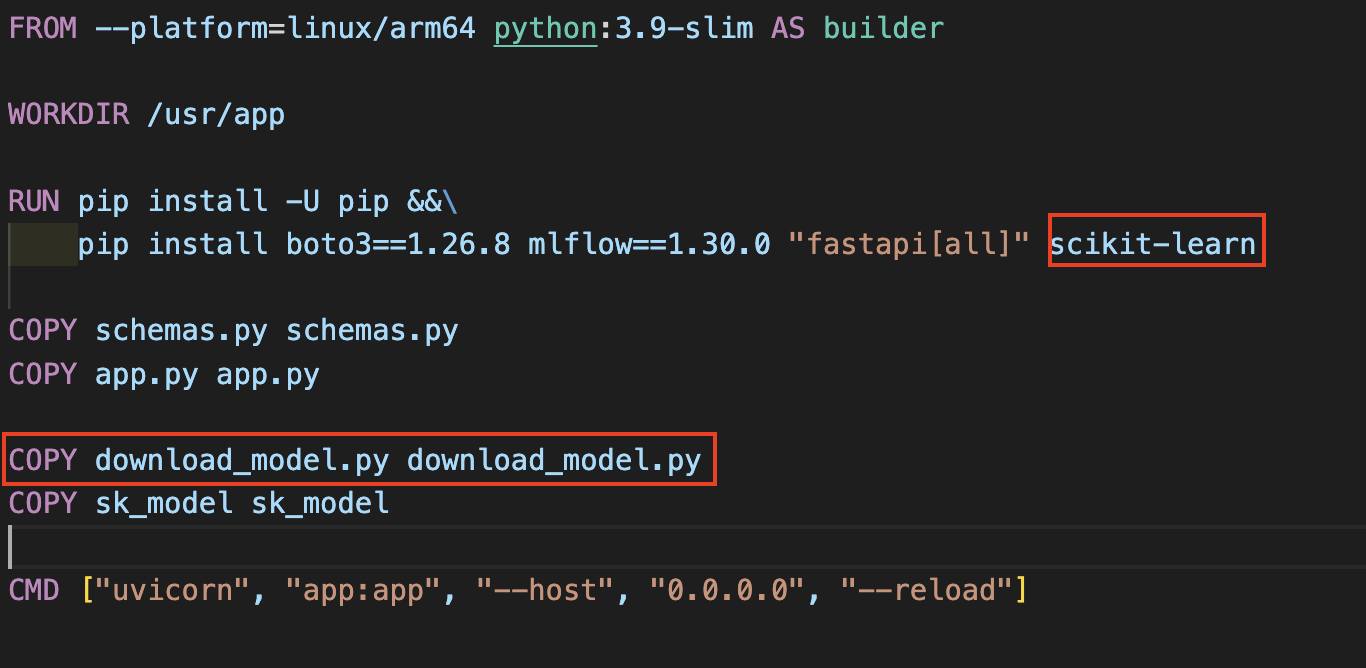 FROM --platform=linux/arm64 python:3.9-slim AS builder
WORKDIR /usr/app
RUN pip install -U pip &&\
pip install boto3==1.26.8 mlflow==1.30.0 "fastapi[all]" scikit-learn
COPY schemas.py schemas.py
COPY app.py app.py
COPY download_model.py download_model.py
COPY sk_model sk_model
CMD ["uvicorn", "app:app", "--host", "0.0.0.0", "--reload"]